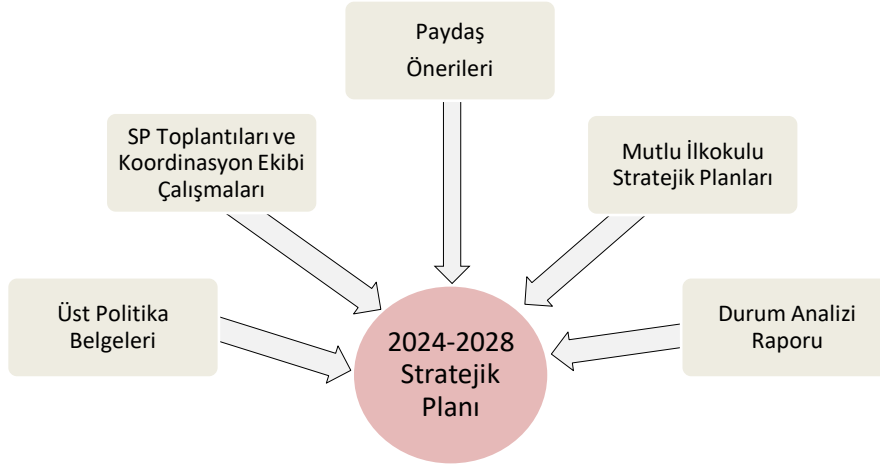 Paydaş
Önerileri
SP Toplantıları ve
Koordinasyon Ekibi
Çalışmaları
Mutlu İlkokulu
Stratejik Planları
Üst Politika
Belgeleri
Durum Analizi
Raporu
2024-2028
Stratejik
Planı